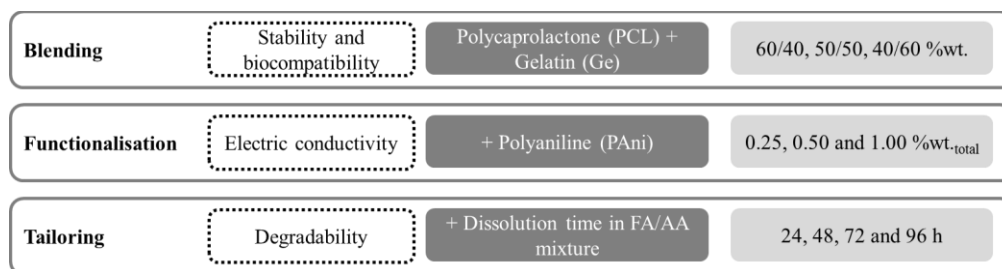 Blending
Stability and
biocompatibility
Polycaprolactone (PCL) +
Gelatin (Ge)
60/40, 50/50, 40/60 %wt.
Functionalisation
Electric conductivity
+ Polyaniline (PAni)
0.25, 0.50 and 1.00 %wt.total
Tailoring
Degradability
+ Dissolution time in FA/AA
mixture
24, 48, 72 and 96 h